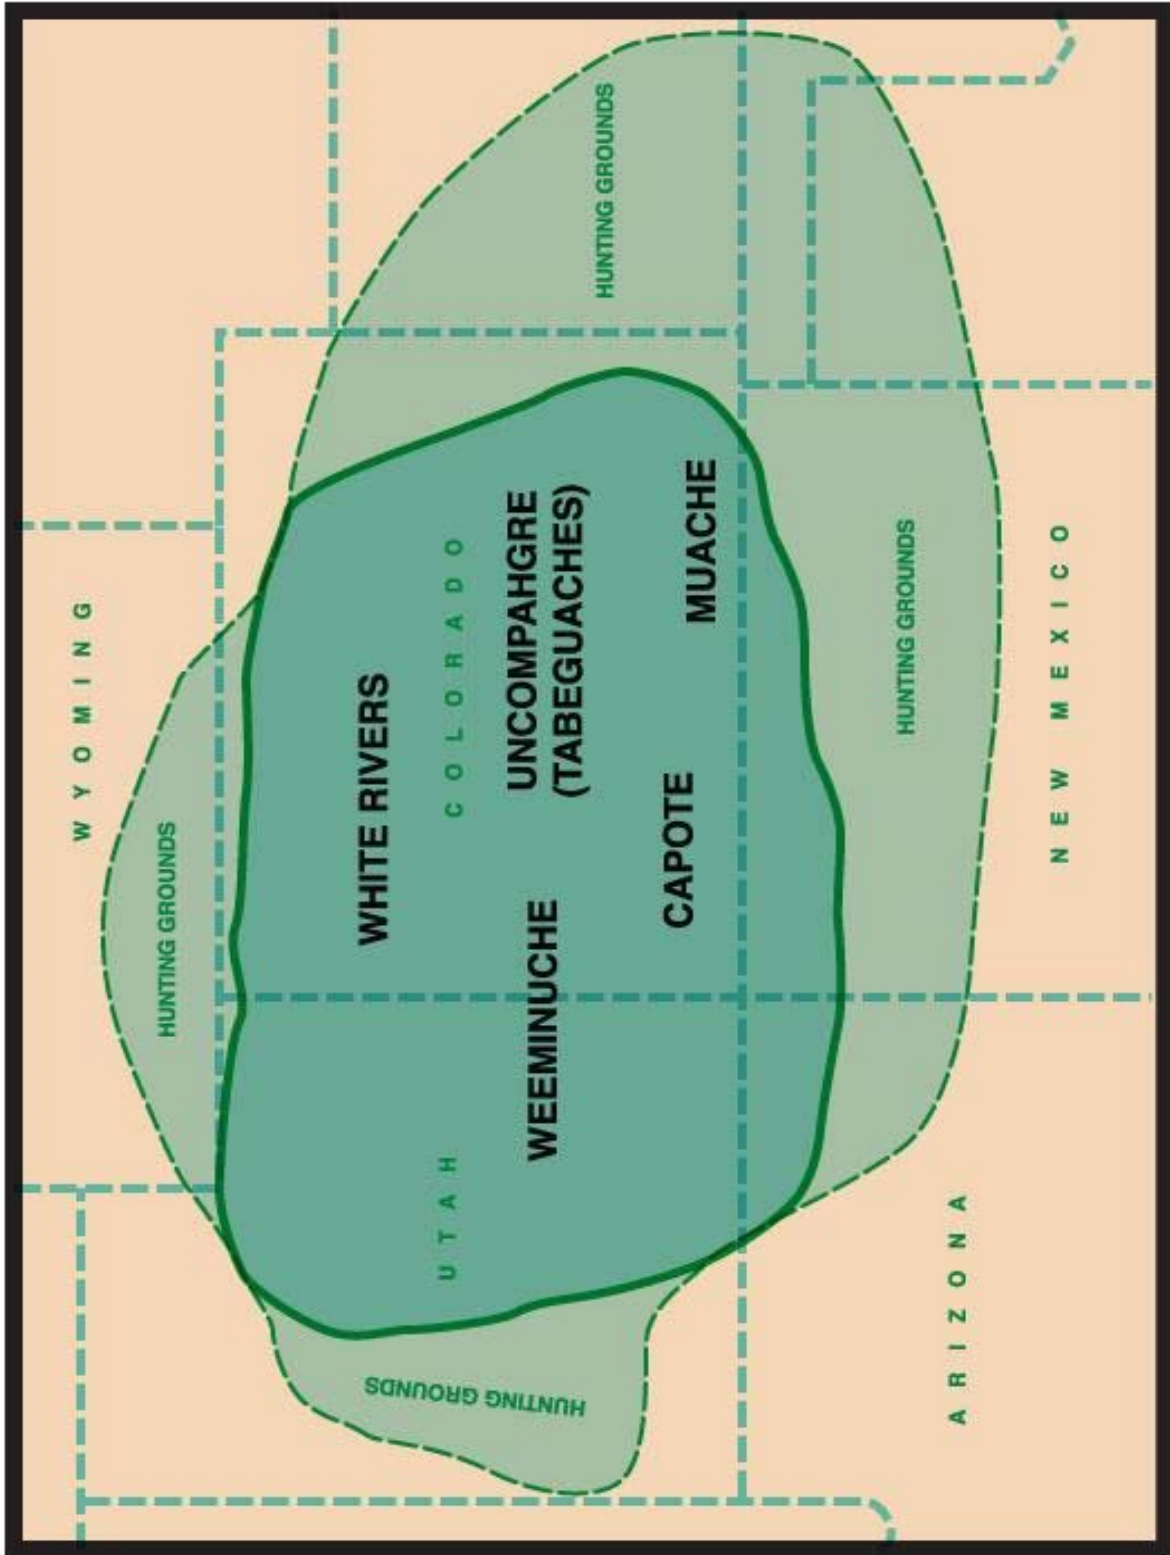 WYOMING
HUNTING GROUNDS
WHITE RIVERS
COLORADO
UTAH
HUNTING GROUNDS
UNCOMPAHGRE
(TABEGUACHES)
WEEMINUCHE
HUNTING GROUNDS
CAPOTE
MUACHE
HUNTING GROUNDS
ARIZONA
NEW MEXICO